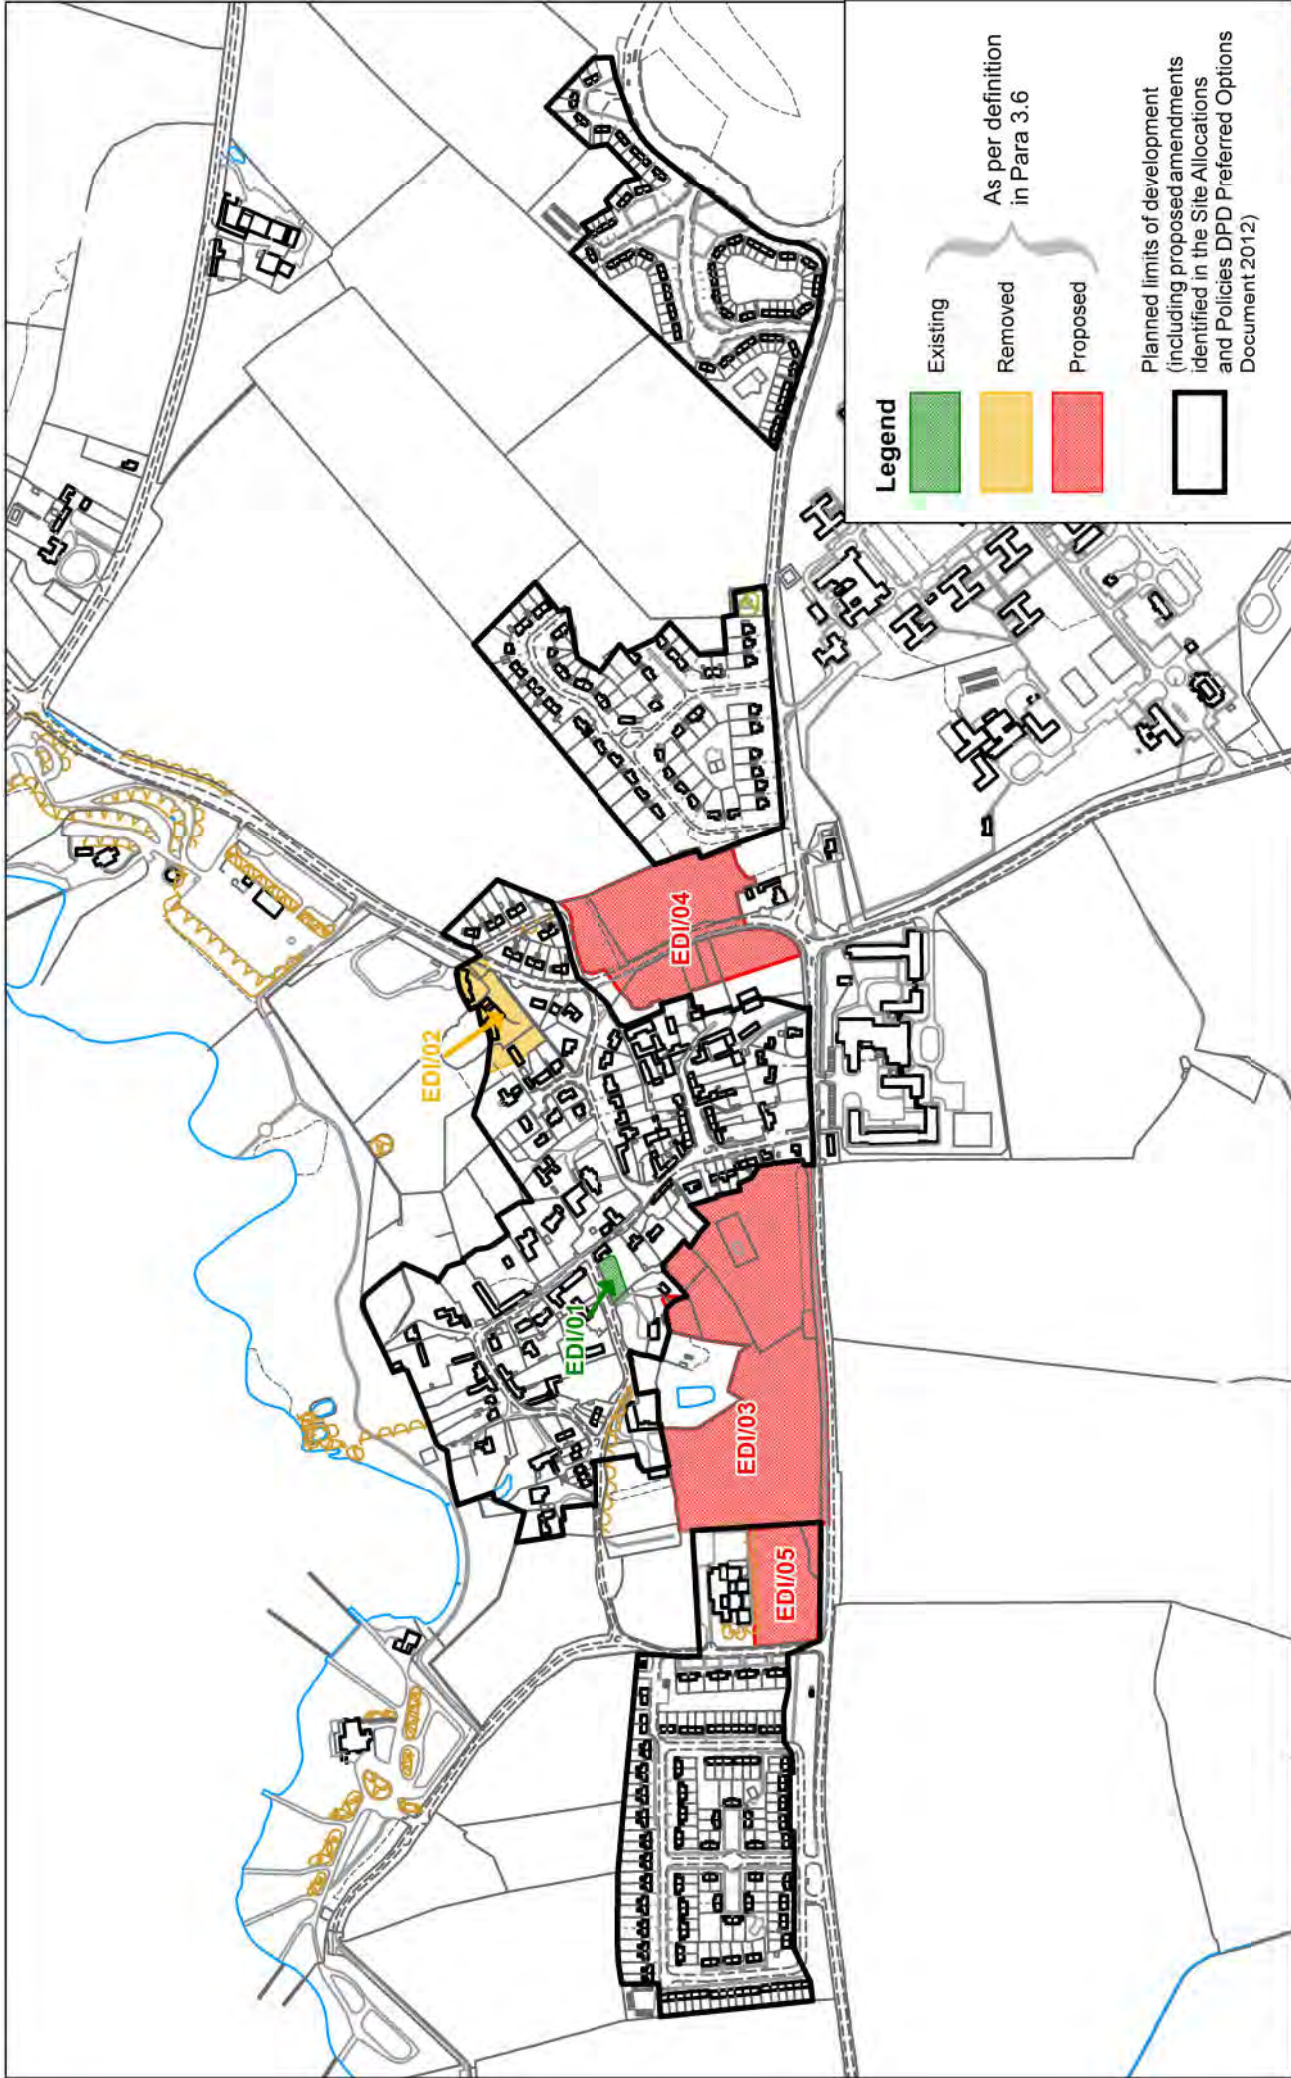 EDI/01
EDI/02
EDI/03
EDI/04
EDI/05
Legend
Existing
Removed
Proposed
As per definition
in Para 3.6
Planned limits of development
(including proposed amendments
identified in the Site Allocations
and Policies DPD Preferred Options
Document 2012)